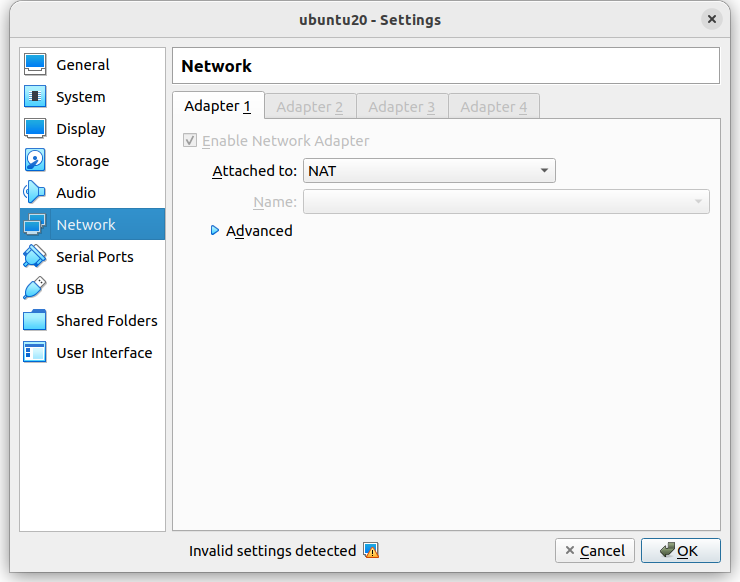 ubuntu20 - Settings
General
System
Display
Storage
Audio
Network
Serial Ports
USB
Shared Folders
User Interface
Network
Adapter 1 Adapter 2 Adapter 3 Adapter 4
Enable Network Adapter
Attached to: NAT
Name:
Advanced
Invalid settings detected
Cancel OK